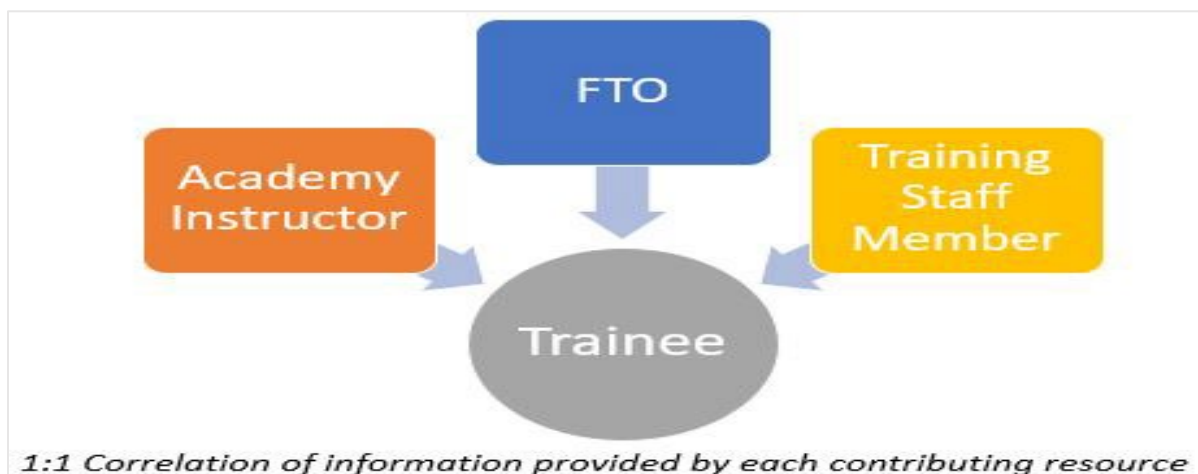 FTO
Academy
Instructor
Training
Staff
Member
Trainee
1:1 Correlation of information provided by each contributing resource